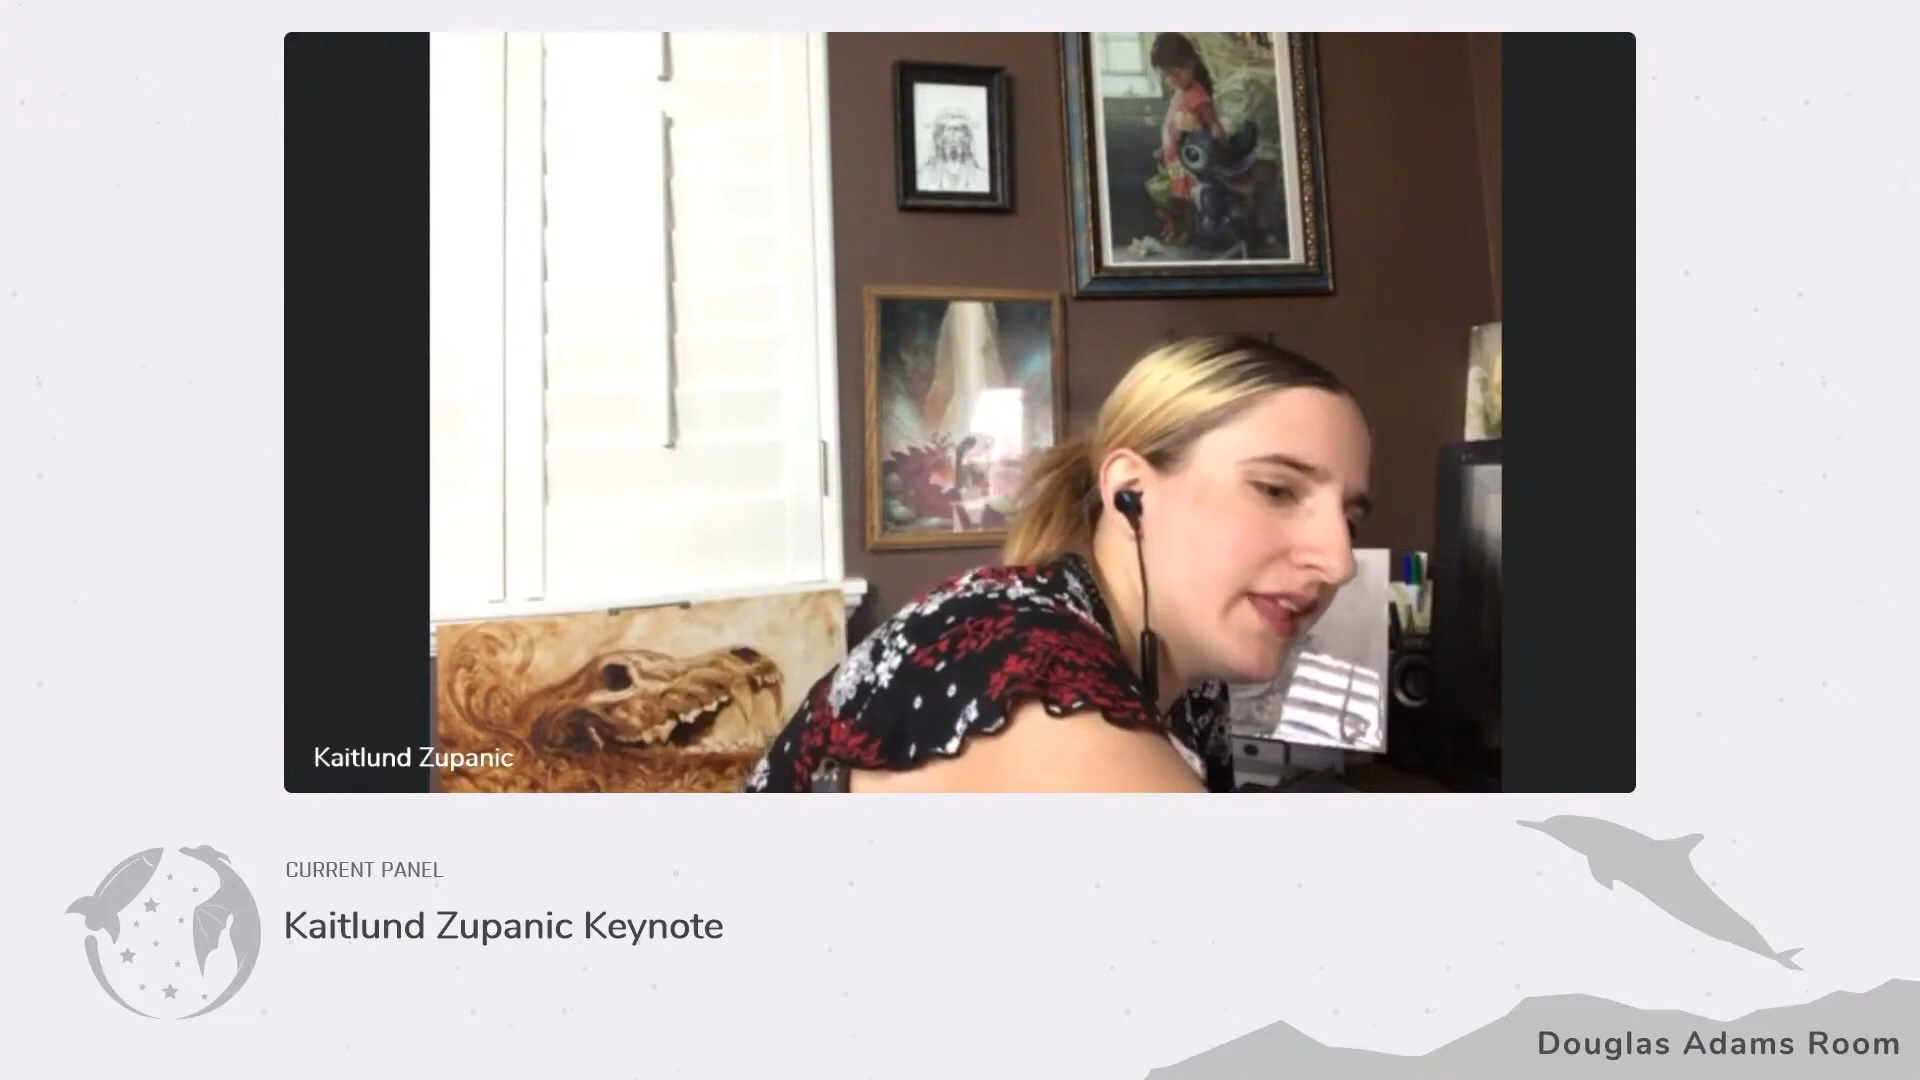 Kaitlund Zupanic
CURRENT PANEL
Kaitlund Zupanic Keynote
Douglas Adams Room